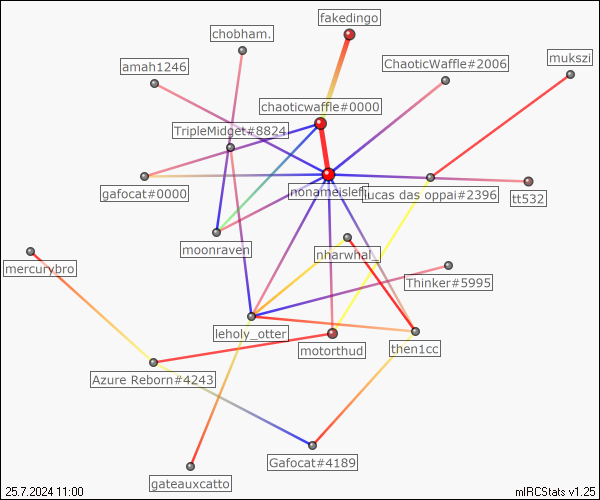 fakedingo
chobham.
amah1246
ChaoticWaffle#2006
mukszi
chaoticwaffle#0000
TripleMidget#8824
gafocat#0000
nonameisleft
lucas das oppai#2396
tt532
moonraven
nharwhal_
mercurybro
Thinker#5995
leholy_otter
motorthud
then1cc
Azure Reborn#4243
Gafocat#4189
gateauxcatto
25.7.2024 11:00
mIRCStats v1.25